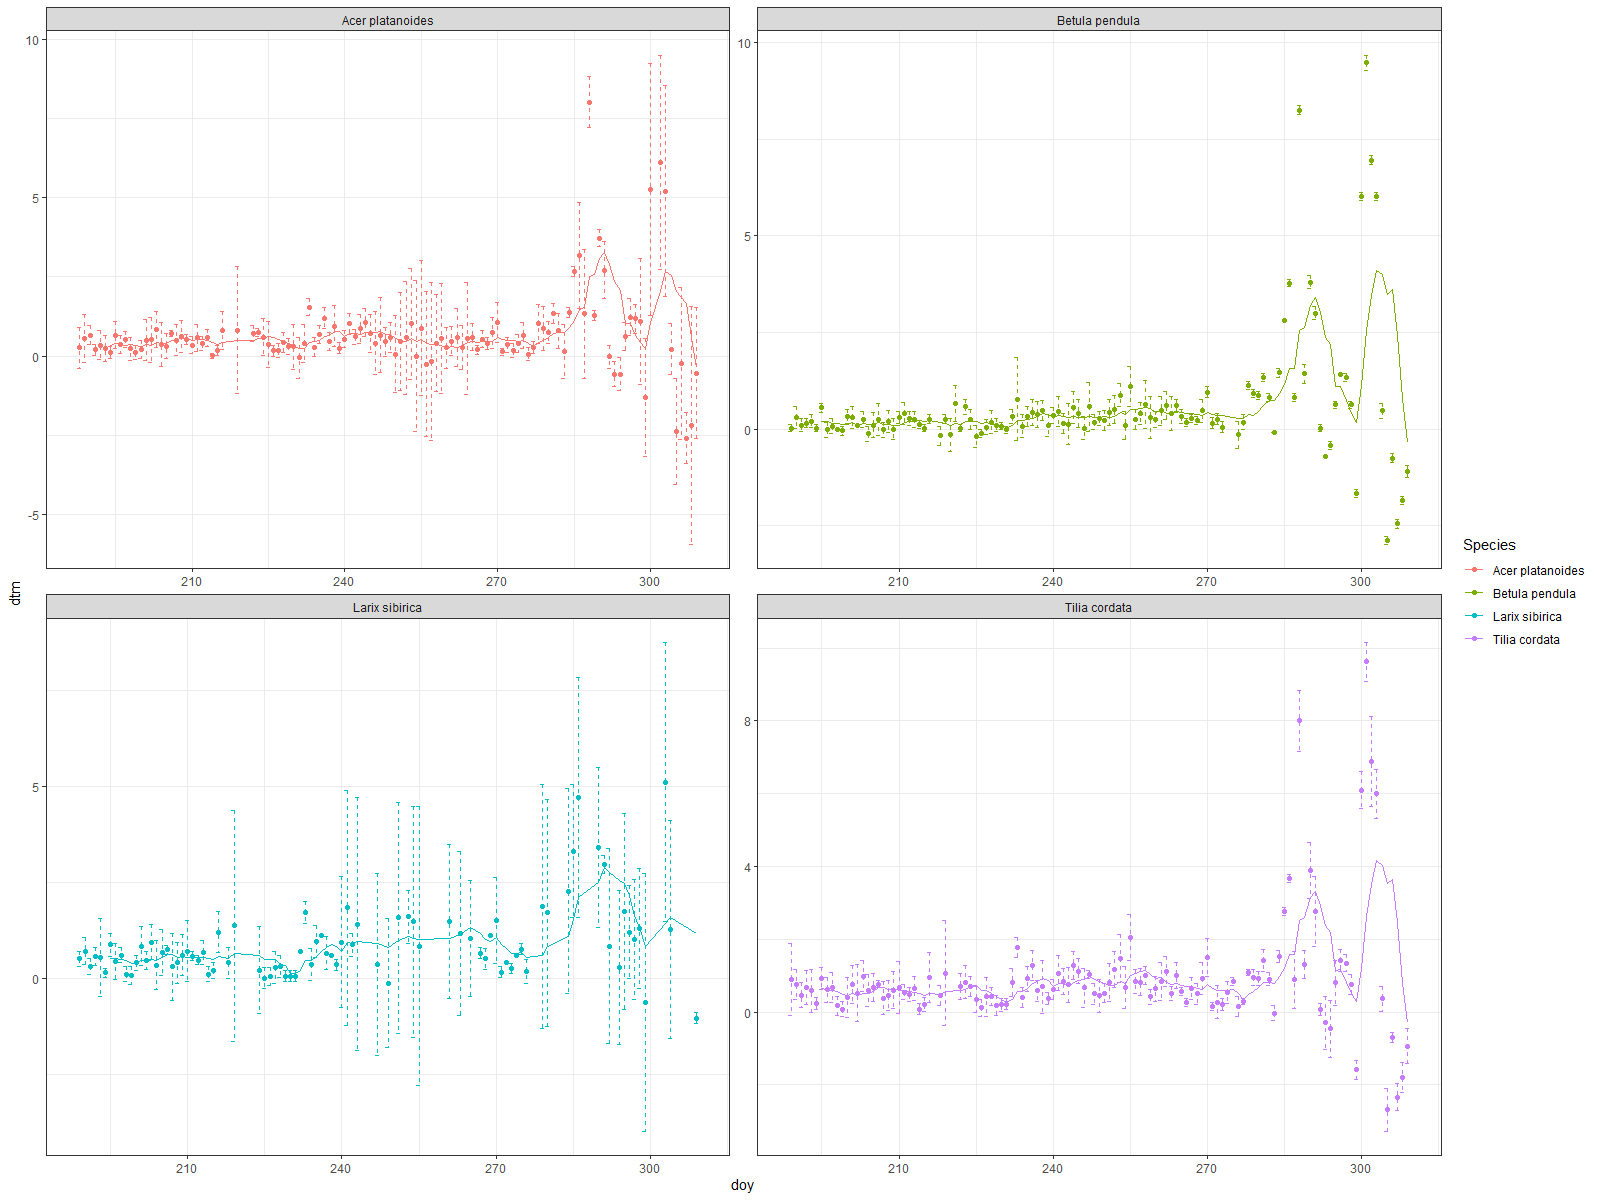 Acer platanoides
Betula pendula
10
5
0
-5
10
5
0
210
240
270
300
210
240
270
300
dtm
Larix sibirica
Tilia cordata
5
0
8
4
0
210
240
270
300
210
240
270
300
doy
Species
Acer platanoides
Betula pendula
Larix sibirica
Tilia cordata